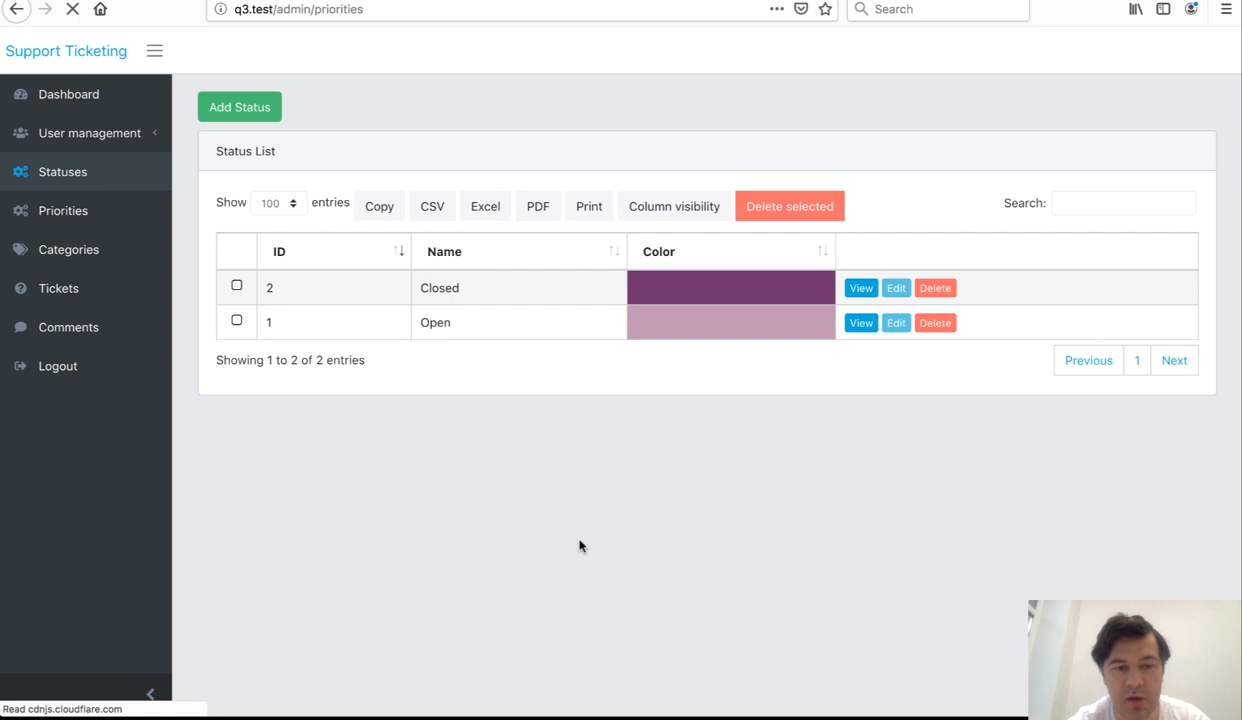 q3.test/admin/priorities
Search
Support Ticketing
Dashboard
User management
Statuses
Priorities
Categories
Tickets
Comments
Logout
Add Status
Status List
Show 100 entries Copy CSV Excel PDF Print Column visibility Delete selected Search:
ID Name Color
2 Closed View Edit Delete
1 Open View Edit Delete
Showing 1 to 2 of 2 entries Previous 1 Next
Read cdnjs.cloudflare.com